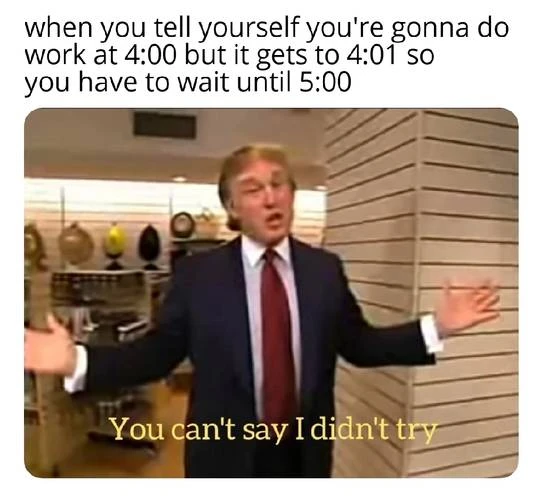 when you tell yourself you're gonna do
work at 4:00 but it gets to 4:01 so
you have to wait until 5:00
You can't say I didn't try